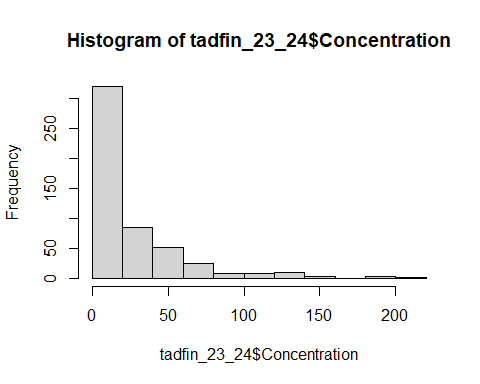 Histogram of tadfin_23_24$Concentration
Frequency
250
150
50
0
0 50 100 150 200
tadfin_23_24$Concentration